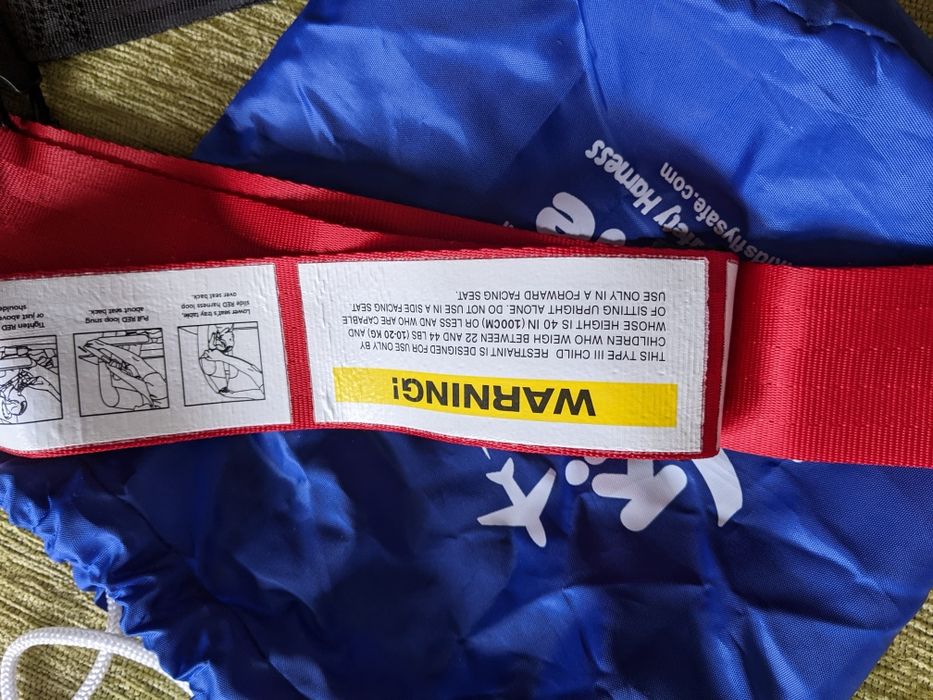 WARNING!
THIS TYPE III CHILD RESTRAINT IS DESIGNED FOR USE ONLY BY
CHILDREN WHO WEIGH BETWEEN 22 AND 44 LBS (10-20 KG) AND
WHOSE HEIGHT IS 40 IN (100CM) OR LESS AND WHO ARE CAPABLE
OF SITTING UPRIGHT ALONE. DO NOT USE IN A SIDE FACING SEAT.
USE ONLY IN A FORWARD FACING SEAT.
Lower seat tray table,
side RED harness loop
over seat back.
Pull RED loop snug
about seat back.
Tighten RED
or just above
Safety Harness
kidsflysafe.com